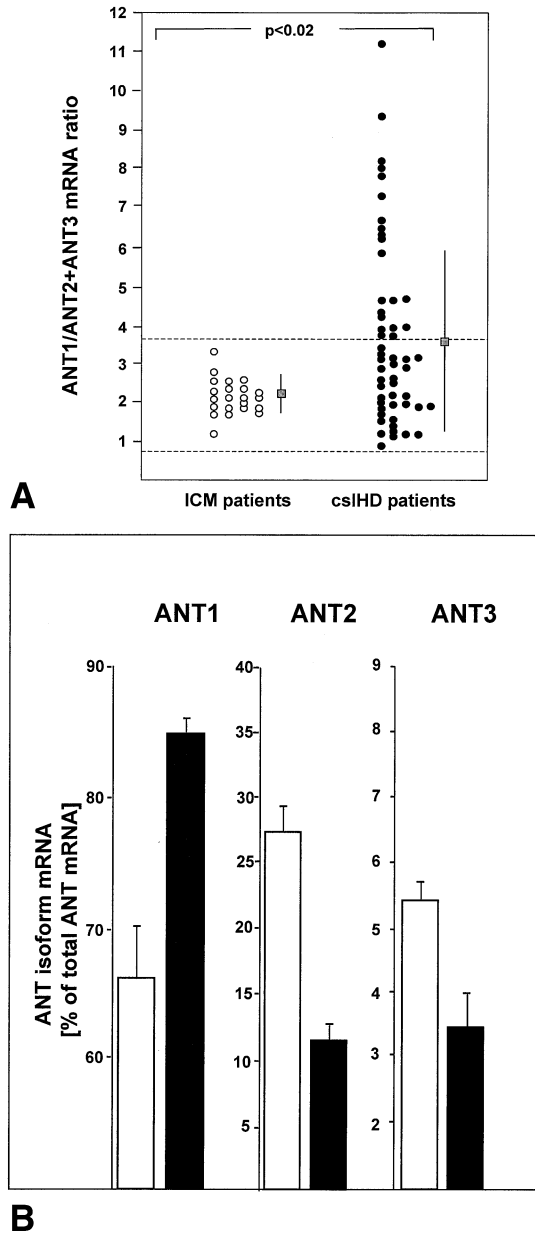 12
p<0.02
11
10
9
8
7
6
5
4
3
2
1
ANT1/ANT2+ANT3 mRNA ratio
ICM patients
csIHD patients
A
ANT1
ANT2
ANT3
ANT isoform mRNA
[% of total ANT mRNA]
90
80
70
60
40
35
30
25
20
15
10
5
9
8
7
6
5
4
3
2
B